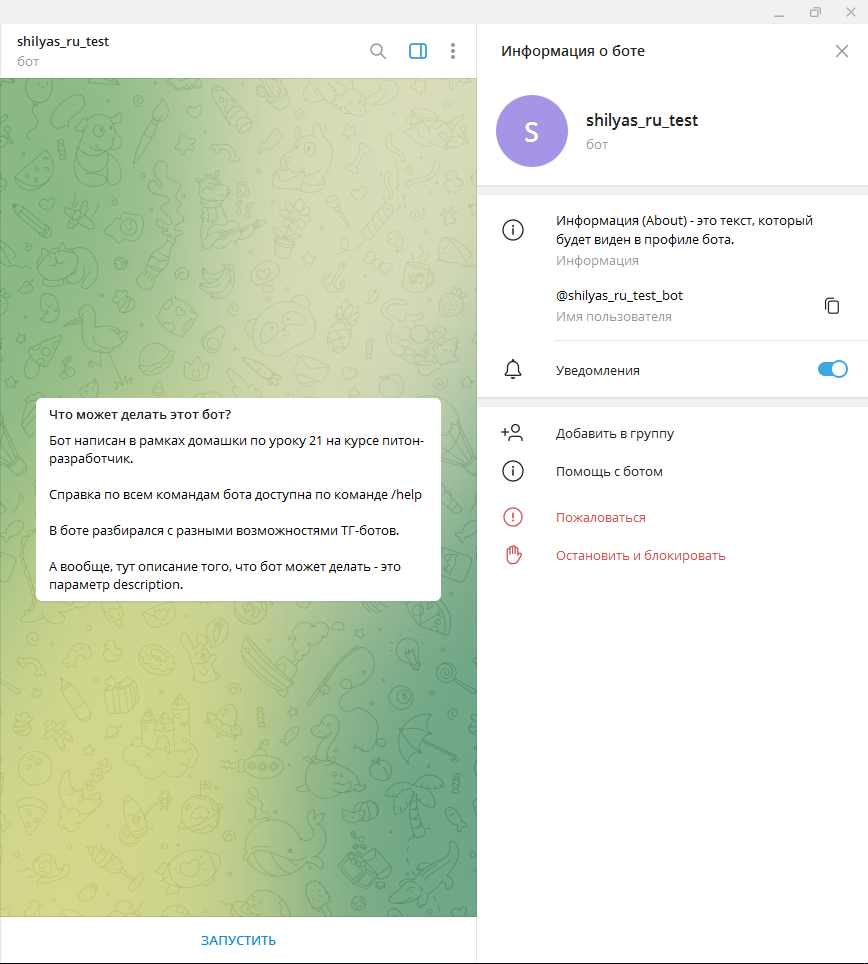 shilyas_ru_test
бот
Что может делать этот бот?
Бот написан в рамках домашки по уроку 21 на курсе питон-
разработчик.
Справка по всем командам бота доступна по команде /help
В боте разбирался с разными возможностями ТГ-ботов.
А вообще, тут описание того, что бот может делать - это
параметр description.
ЗАПУСТИТЬ
Информация о боте
S
shilyas_ru_test
бот
Информация (About) - это текст, который
будет виден в профиле бота.
Информация
@shilyas_ru_test_bot
Имя пользователя
Уведомления
Добавить в группу
Помощь с ботом
Пожаловаться
Остановить и блокировать